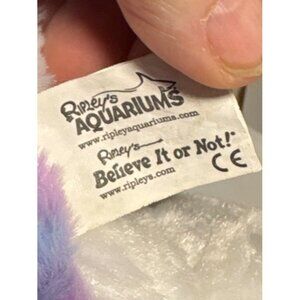 Ripley's
AQUARIUMS
www.ripleyaquariums.com
Ripley's
Believe It or Not!®
www.ripleys.com
CE